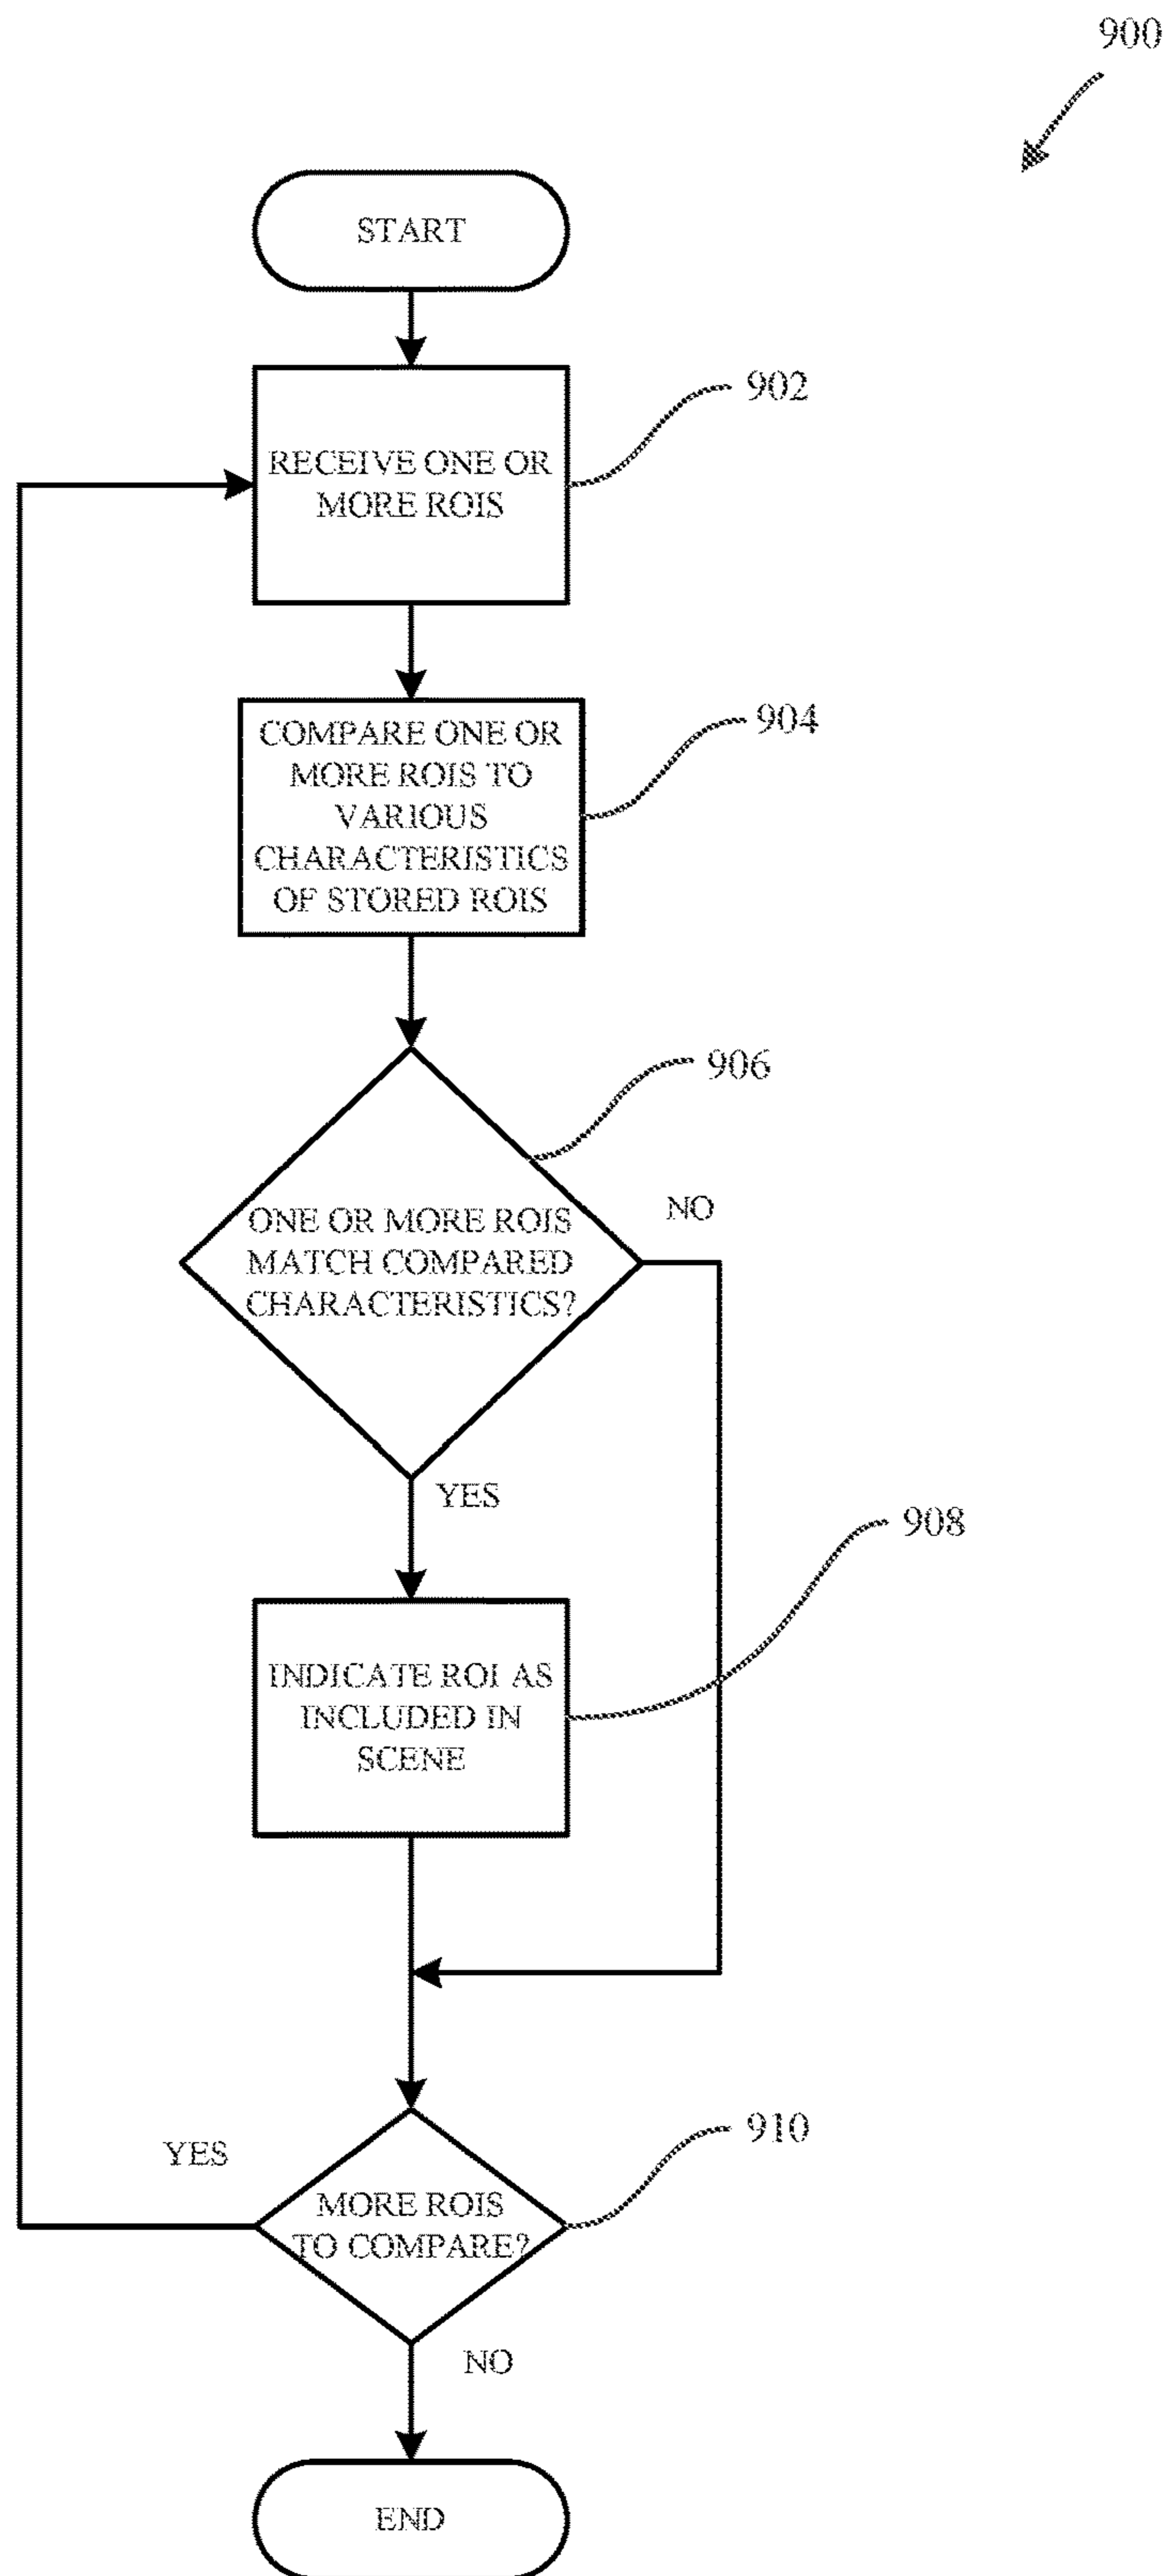 900
START
902
RECEIVE ONE OR
MORE ROIS
904
COMPARE ONE OR
MORE ROIS TO
VARIOUS
CHARACTERISTICS
OF STORED ROIS
906
NO
ONE OR MORE ROIS
MATCH COMPARED
CHARACTERISTICS?
YES
908
INDICATE ROI AS
INCLUDED IN
SCENE
910
YES
MORE ROIS
TO COMPARE?
NO
END